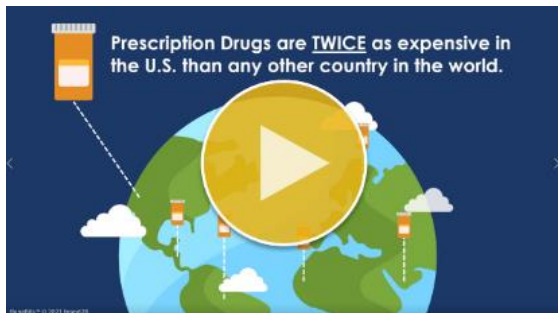 Prescription Drugs are TWICE as expensive in
the U.S. than any other country in the world.